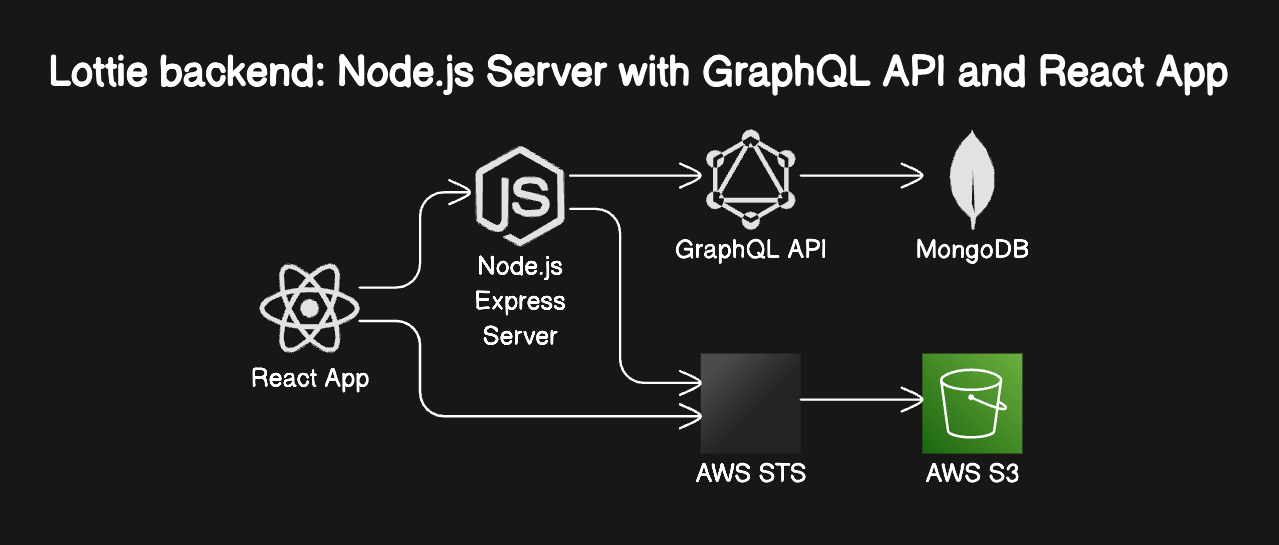 Lottie backend: Node.js Server with GraphQL API and React App
JS
Node.js
Express
Server
GraphQL API
MongoDB
React App
AWS STS
AWS S3